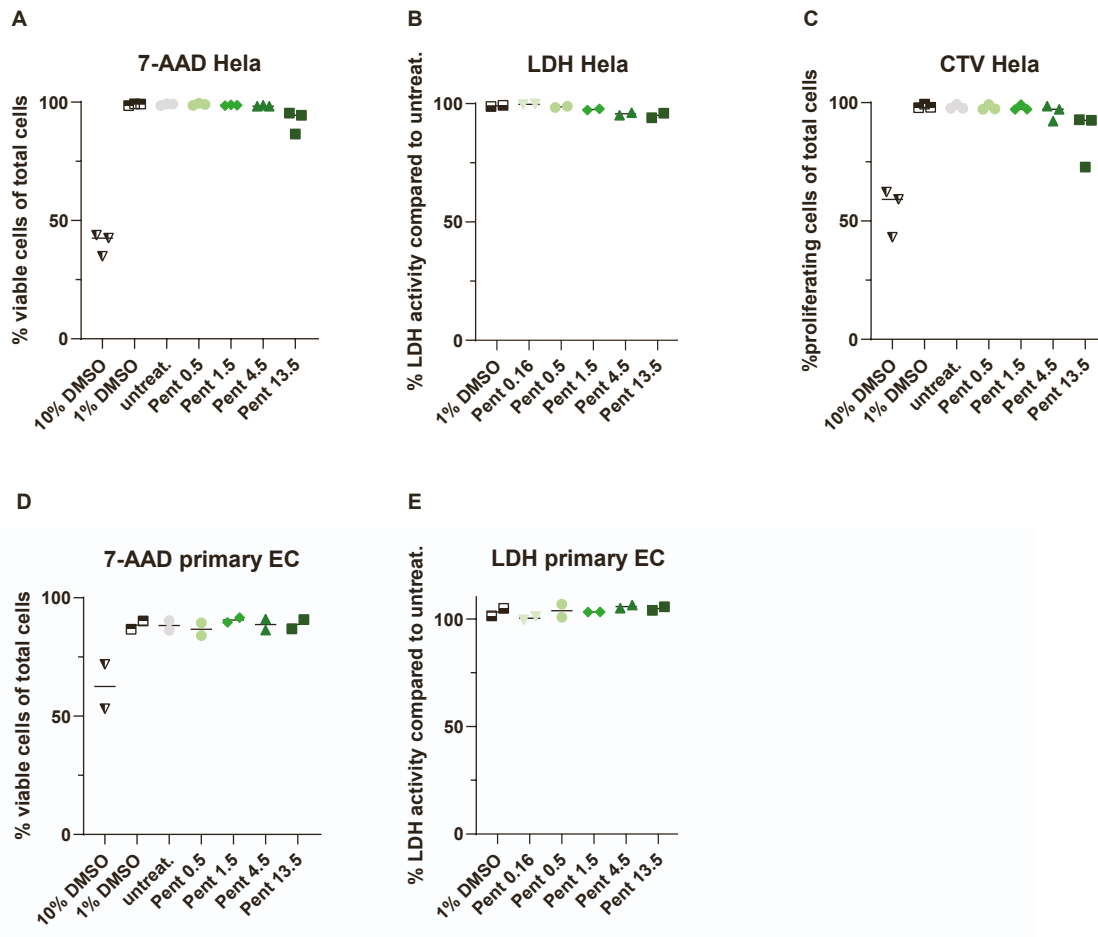 A
7-AAD Hela
% viable cells of total cells
100
50
0
10% DMSO
1% DMSO
untreat.
Pent 0.5
Pent 1.5
Pent 4.5
Pent 13.5
B
LDH Hela
% LDH activity compared to untreat.
100
50
0
1% DMSO
Pent 0.16
Pent 0.5
Pent 1.5
Pent 4.5
Pent 13.5
C
CTV Hela
%proliferating cells of total cells
100
50
0
10% DMSO
1% DMSO
untreat.
Pent 0.5
Pent 1.5
Pent 4.5
Pent 13.5
D
7-AAD primary EC
% viable cells of total cells
100
50
0
10% DMSO
1% DMSO
untreat.
Pent 0.5
Pent 1.5
Pent 4.5
Pent 13.5
E
LDH primary EC
% LDH activity compared to untreat.
100
50
0
1% DMSO
Pent 0.16
Pent 0.5
Pent 1.5
Pent 4.5
Pent 13.5